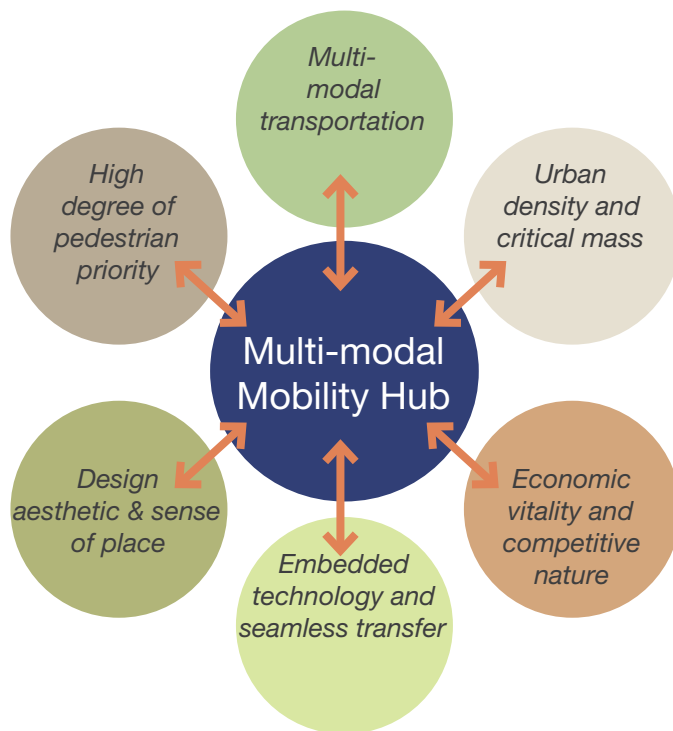 Multi-
modal
transportation
High
degree of
pedestrian
priority
Urban
density and
critical mass
Multi-modal
Mobility Hub
Design
aesthetic & sense
of place
Economic
vitality and
competitive
nature
Embedded
technology and
seamless transfer